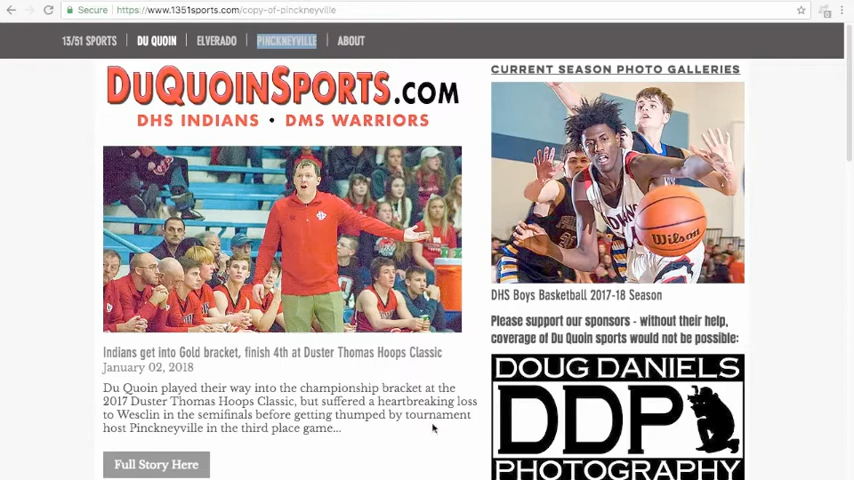 Secure
https://www.1351sports.com/copy-of-pinckneyville
13/51 SPORTS
DU QUOIN
ELVERADO
PINCKNEYVILLE
ABOUT
DUQUOINSPORTS.COM
DHS INDIANS • DMS WARRIORS
Indians get into Gold bracket, finish 4th at Duster Thomas Hoops Classic
January 02, 2018
Du Quoin played their way into the championship bracket at the
2017 Duster Thomas Hoops Classic, but suffered a heartbreaking loss
to Wesclin in the semifinals before getting thumped by tournament
host Pinckneyville in the third place game...
Full Story Here
CURRENT SEASON PHOTO GALLERIES
Wilson
DHS Boys Basketball 2017-18 Season
Please support our sponsors - without their help,
coverage of Du Quoin sports would not be possible:
DOUG DANIELS
DDP
PHOTOGRAPHY